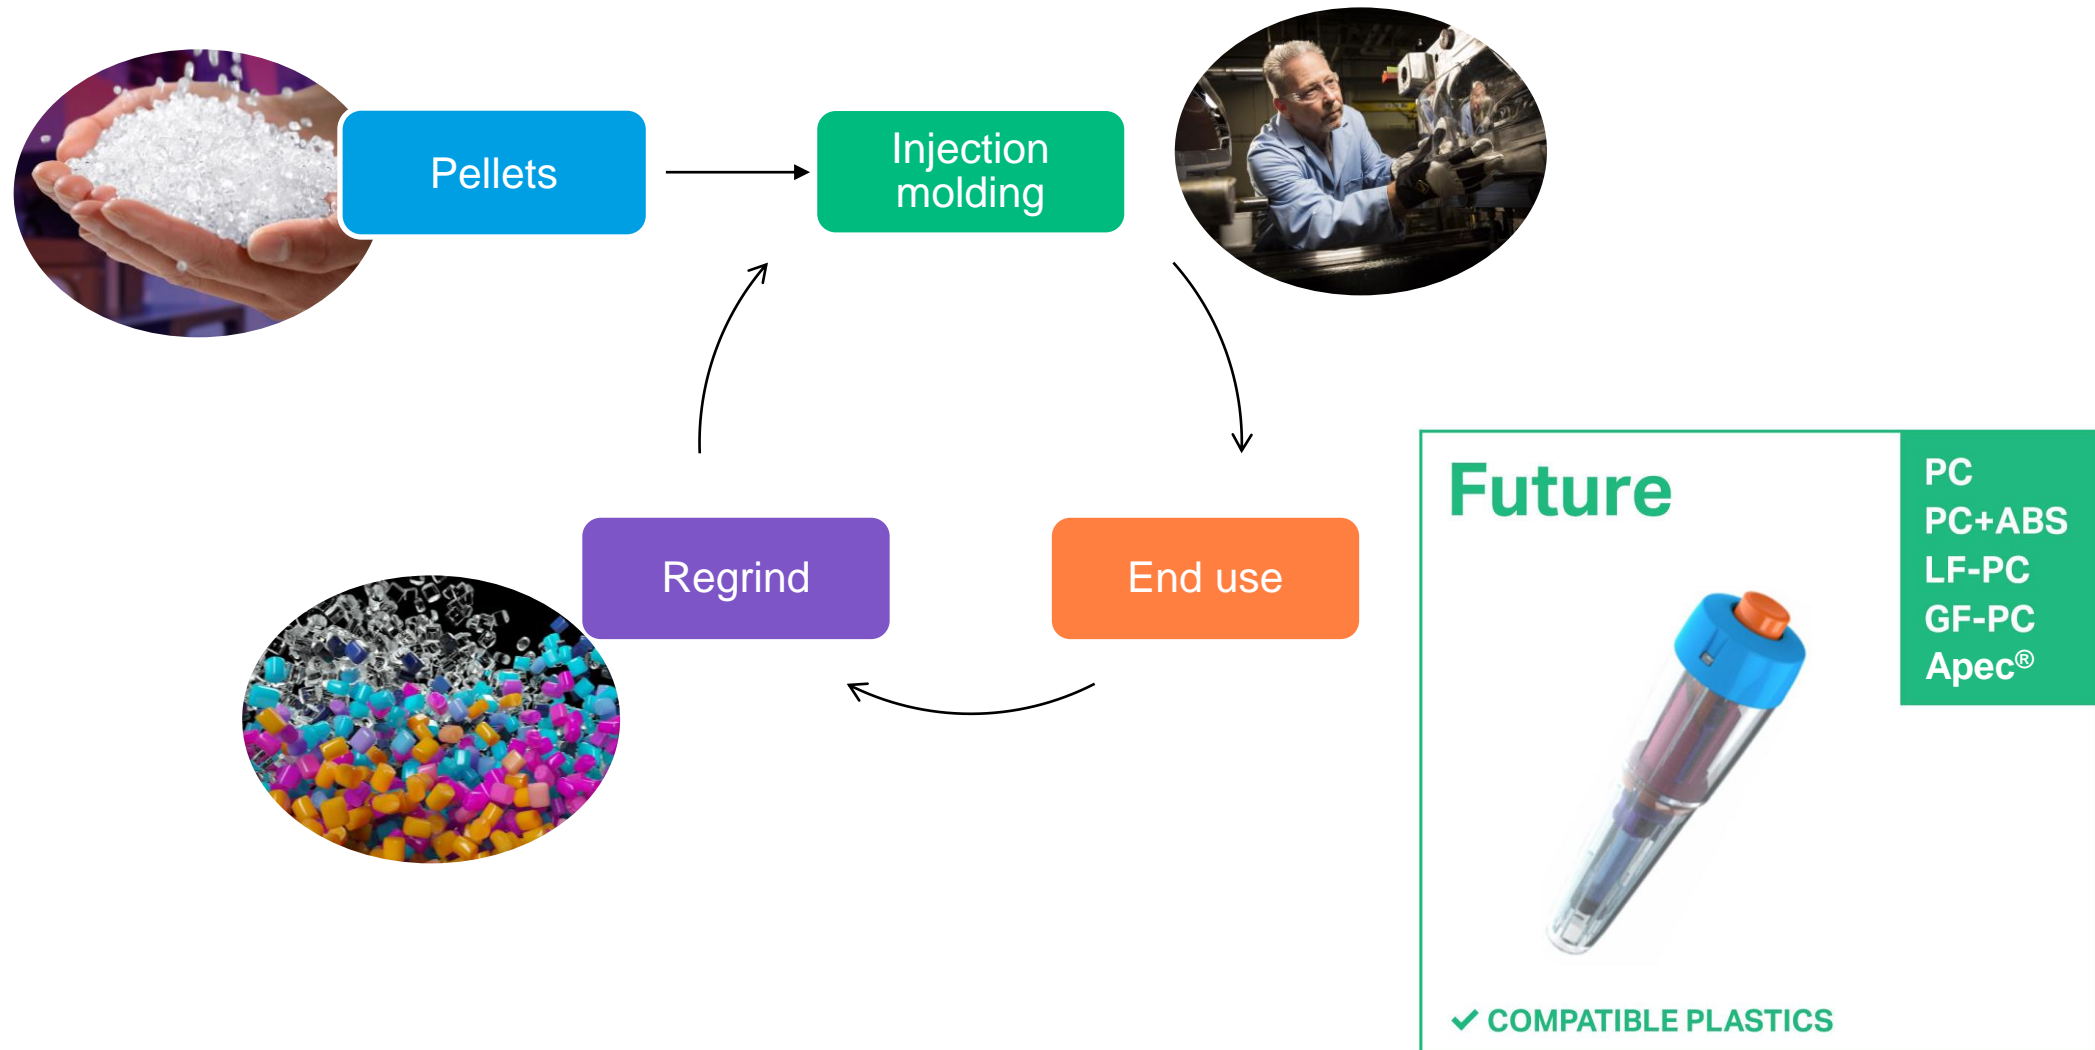 Pellets
Injection
molding
Regrind
End use
Future
PC
PC+ABS
LF-PC
GF-PC
Apec®
✓ COMPATIBLE PLASTICS